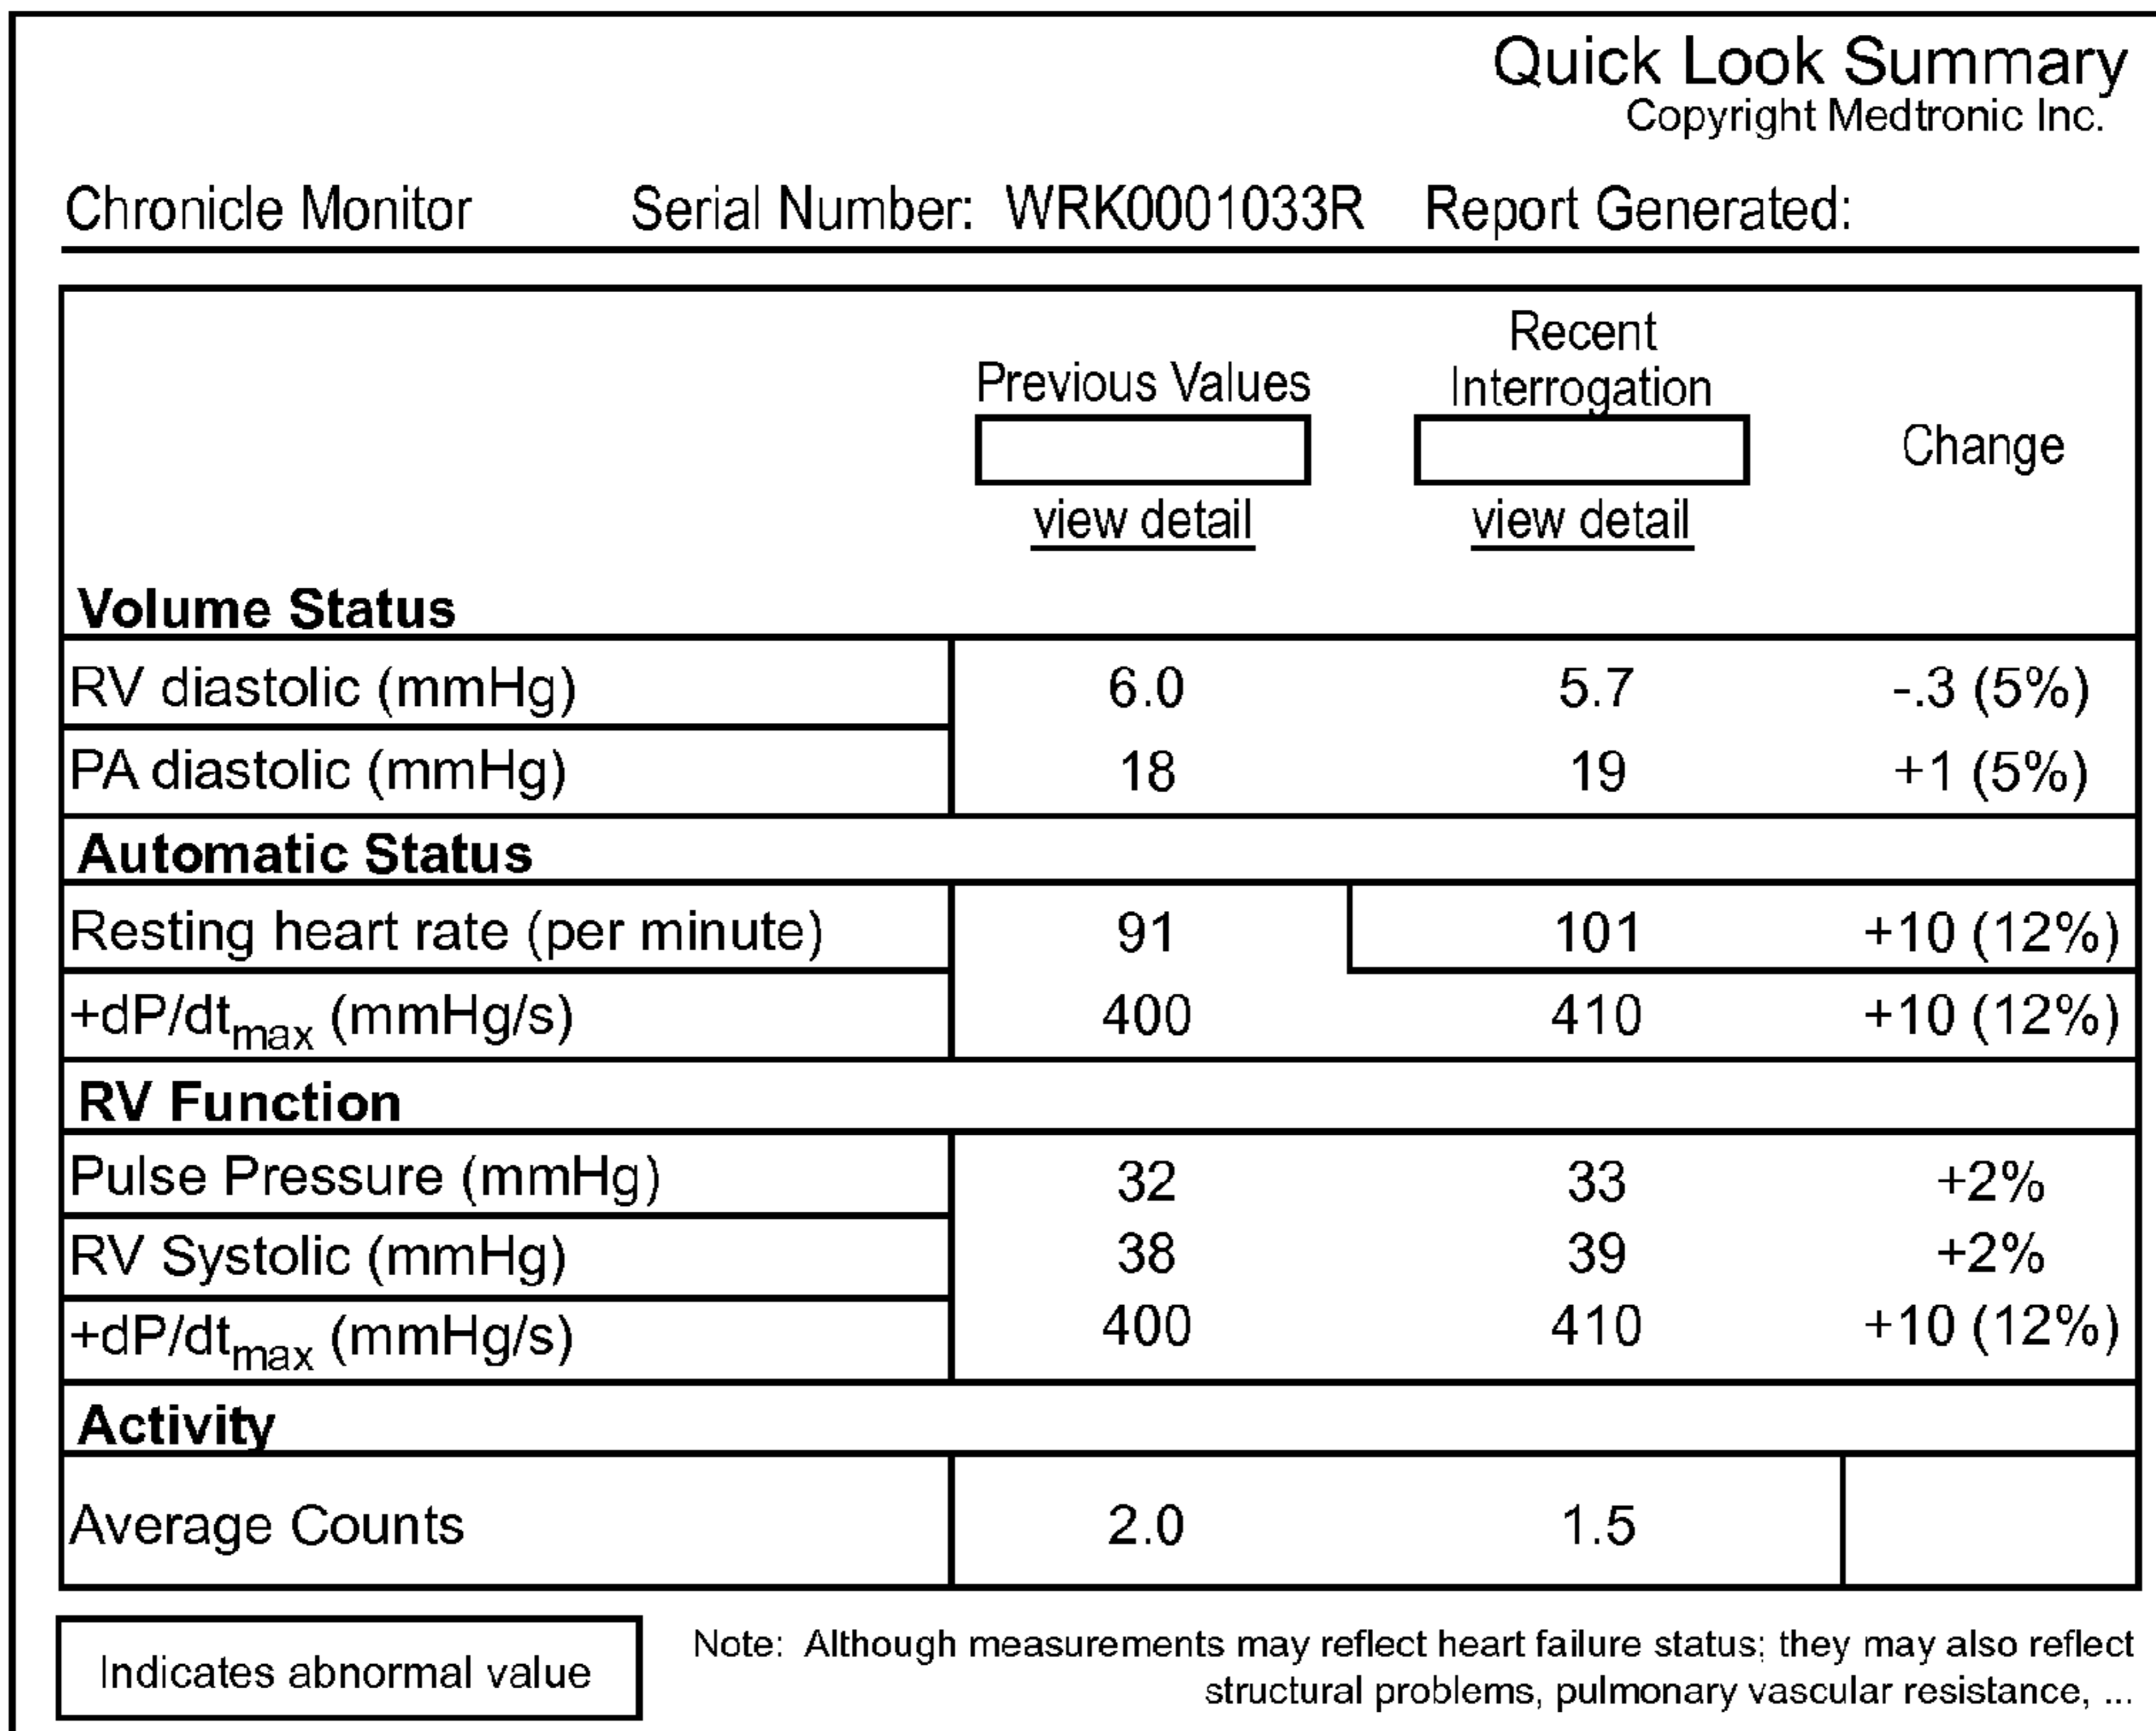 Quick Look Summary
Copyright Medtronic Inc.
Chronicle Monitor Serial Number: WRK0001033R Report Generated:
Previous Values Recent Interrogation Change
view detail view detail
Volume Status
RV diastolic (mmHg) 6.0 5.7 -.3 (5%)
PA diastolic (mmHg) 18 19 +1 (5%)
Automatic Status
Resting heart rate (per minute) 91 101 +10 (12%)
+dP/dtmax (mmHg/s) 400 410 +10 (12%)
RV Function
Pulse Pressure (mmHg) 32 33 +2%
RV Systolic (mmHg) 38 39 +2%
+dP/dtmax (mmHg/s) 400 410 +10 (12%)
Activity
Average Counts 2.0 1.5
Indicates abnormal value
Note: Although measurements may reflect heart failure status; they may also reflect
structural problems, pulmonary vascular resistance, ...